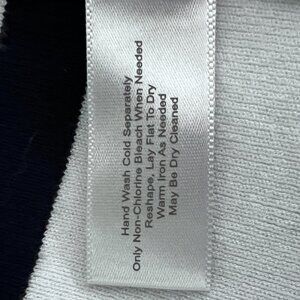 Hand Wash Cold Separately
Only Non-Chlorine Bleach When Needed
Reshape, Lay Flat To Dry
Warm Iron As Needed
May Be Dry Cleaned